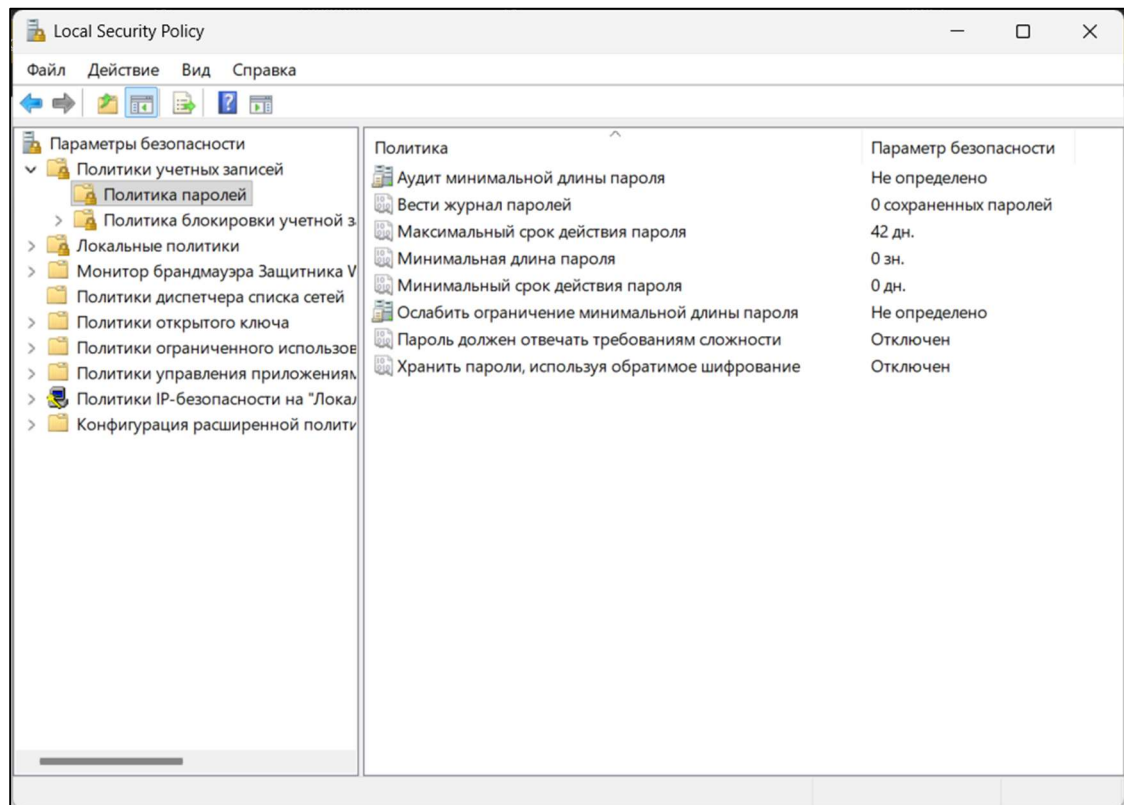 Local Security Policy
Файл Действие Вид Справка
Параметры безопасности
Политики учетных записей
Политика паролей
Политика блокировки учетной з
Локальные политики
Монитор брандмауэра Защитника
Политики диспетчера списка сетей
Политики открытого ключа
Политики ограниченного использов
Политики управления приложениям
Политики IP-безопасности на "Локал
Конфигурация расширенной полити
Политика Параметр безопасности
Аудит минимальной длины пароля Не определено
Вести журнал паролей 0 сохраненных паролей
Максимальный срок действия пароля 42 дн.
Минимальная длина пароля 0 зн.
Минимальный срок действия пароля 0 дн.
Ослабить ограничение минимальной длины пароля Не определено
Пароль должен отвечать требованиям сложности Отключен
Хранить пароли, используя обратимое шифрование Отключен